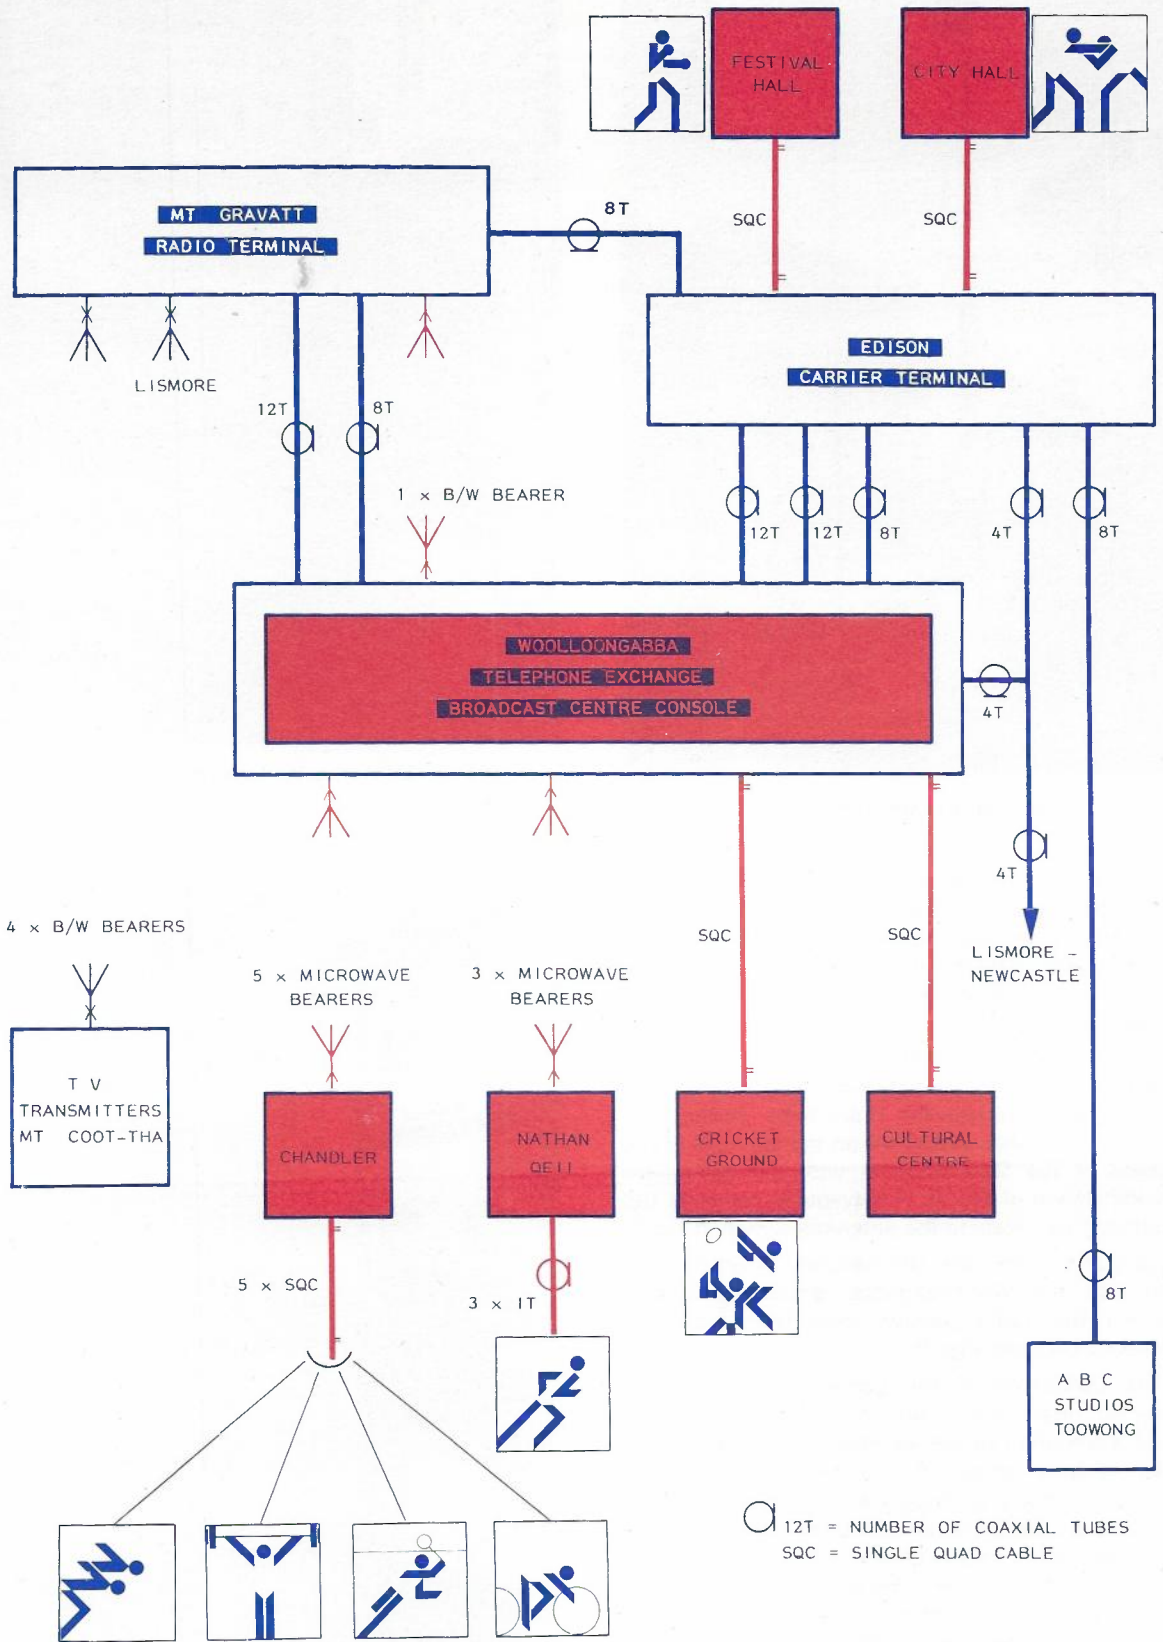 FESTIVAL
HALL
CITY HALL
MT GRAVATT
RADIO TERMINAL
8T
SQC
SQC
EDISON
CARRIER TERMINAL
LISMORE
12T
8T
1 x B/W BEARER
12T
12T
8T
4T
8T
WOOLLOONGABBA
TELEPHONE EXCHANGE
BROADCAST CENTRE CONSOLE
4T
4T
4 x B/W BEARERS
SQC
SQC
LISMORE -
NEWCASTLE
5 x MICROWAVE
BEARERS
3 x MICROWAVE
BEARERS
T V
TRANSMITTERS
MT COOT-THA
CHANDLER
NATHAN
QEII
CRICKET
GROUND
CULTURAL
CENTRE
5 x SQC
3 x IT
8T
A B C
STUDIOS
TOOWONG
12T = NUMBER OF COAXIAL TUBES
SQC = SINGLE QUAD CABLE